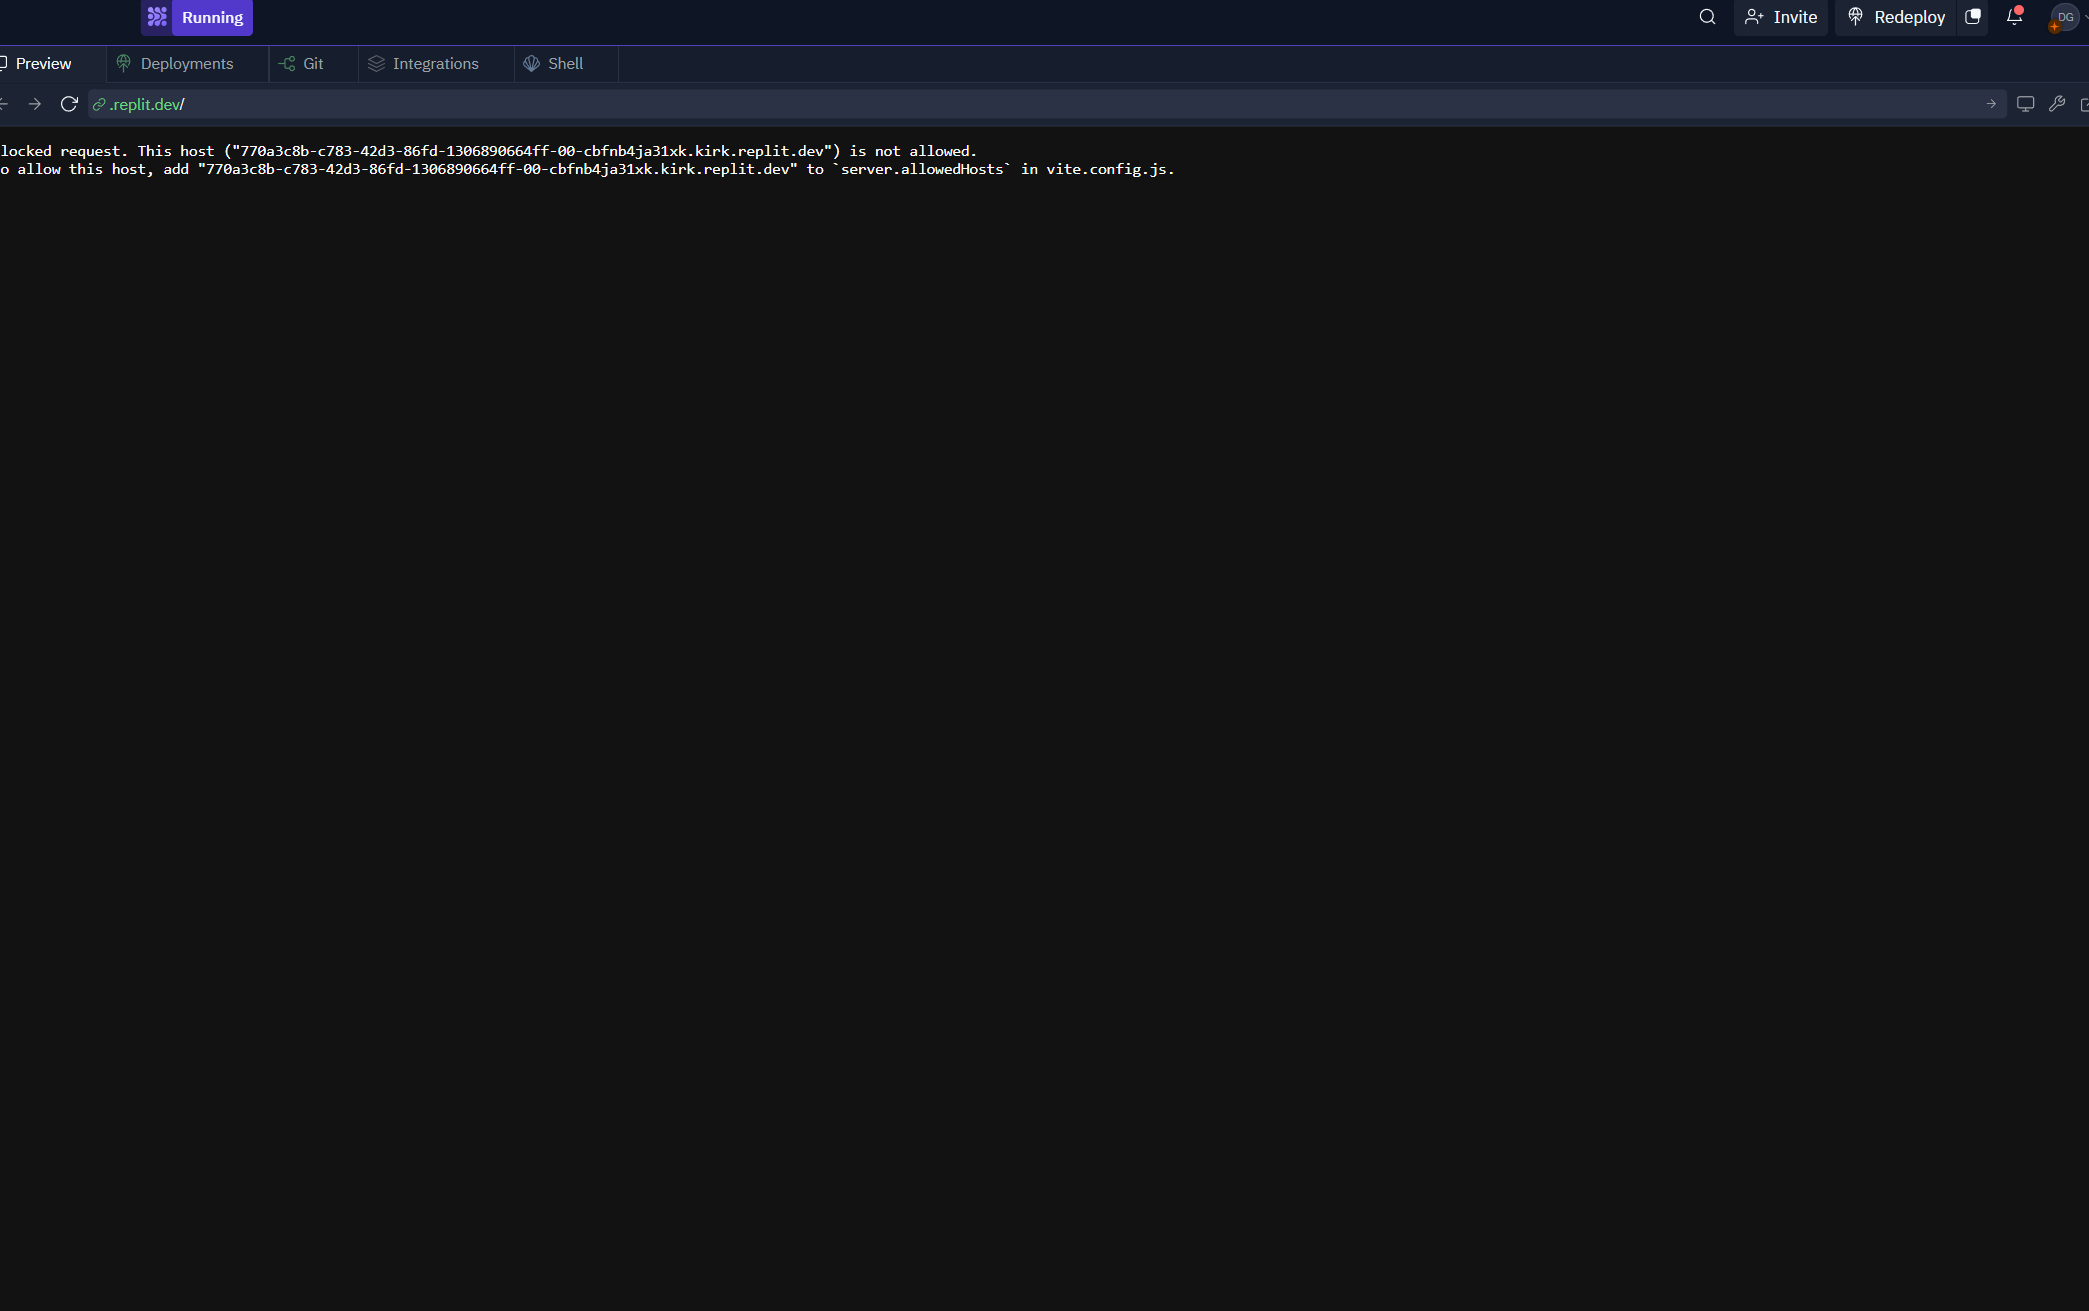 Running
Invite
Redeploy
DG
Preview
Deployments
Git
Integrations
Shell
.replit.dev/
locked request. This host ("770a3c8b-c783-42d3-86fd-1306890664ff-00-cbfnb4ja31xk.kirk.replit.dev") is not allowed.
o allow this host, add "770a3c8b-c783-42d3-86fd-1306890664ff-00-cbfnb4ja31xk.kirk.replit.dev" to `server.allowedHosts` in vite.config.js.